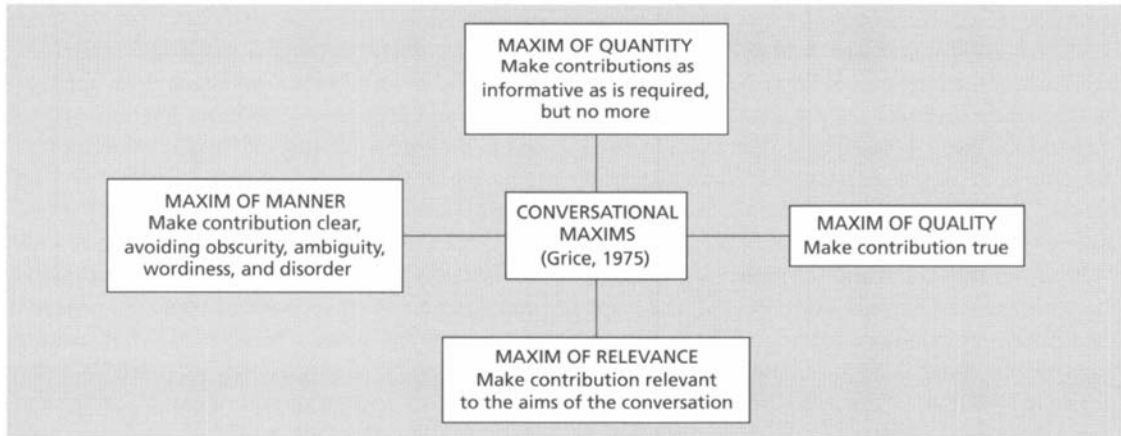 MAXIM OF QUANTITY
Make contributions as
informative as is required,
but no more
MAXIM OF MANNER
Make contribution clear,
avoiding obscurity, ambiguity,
wordiness, and disorder
CONVERSATIONAL
MAXIMS
(Grice, 1975)
MAXIM OF QUALITY
Make contribution true
MAXIM OF RELEVANCE
Make contribution relevant
to the aims of the conversation